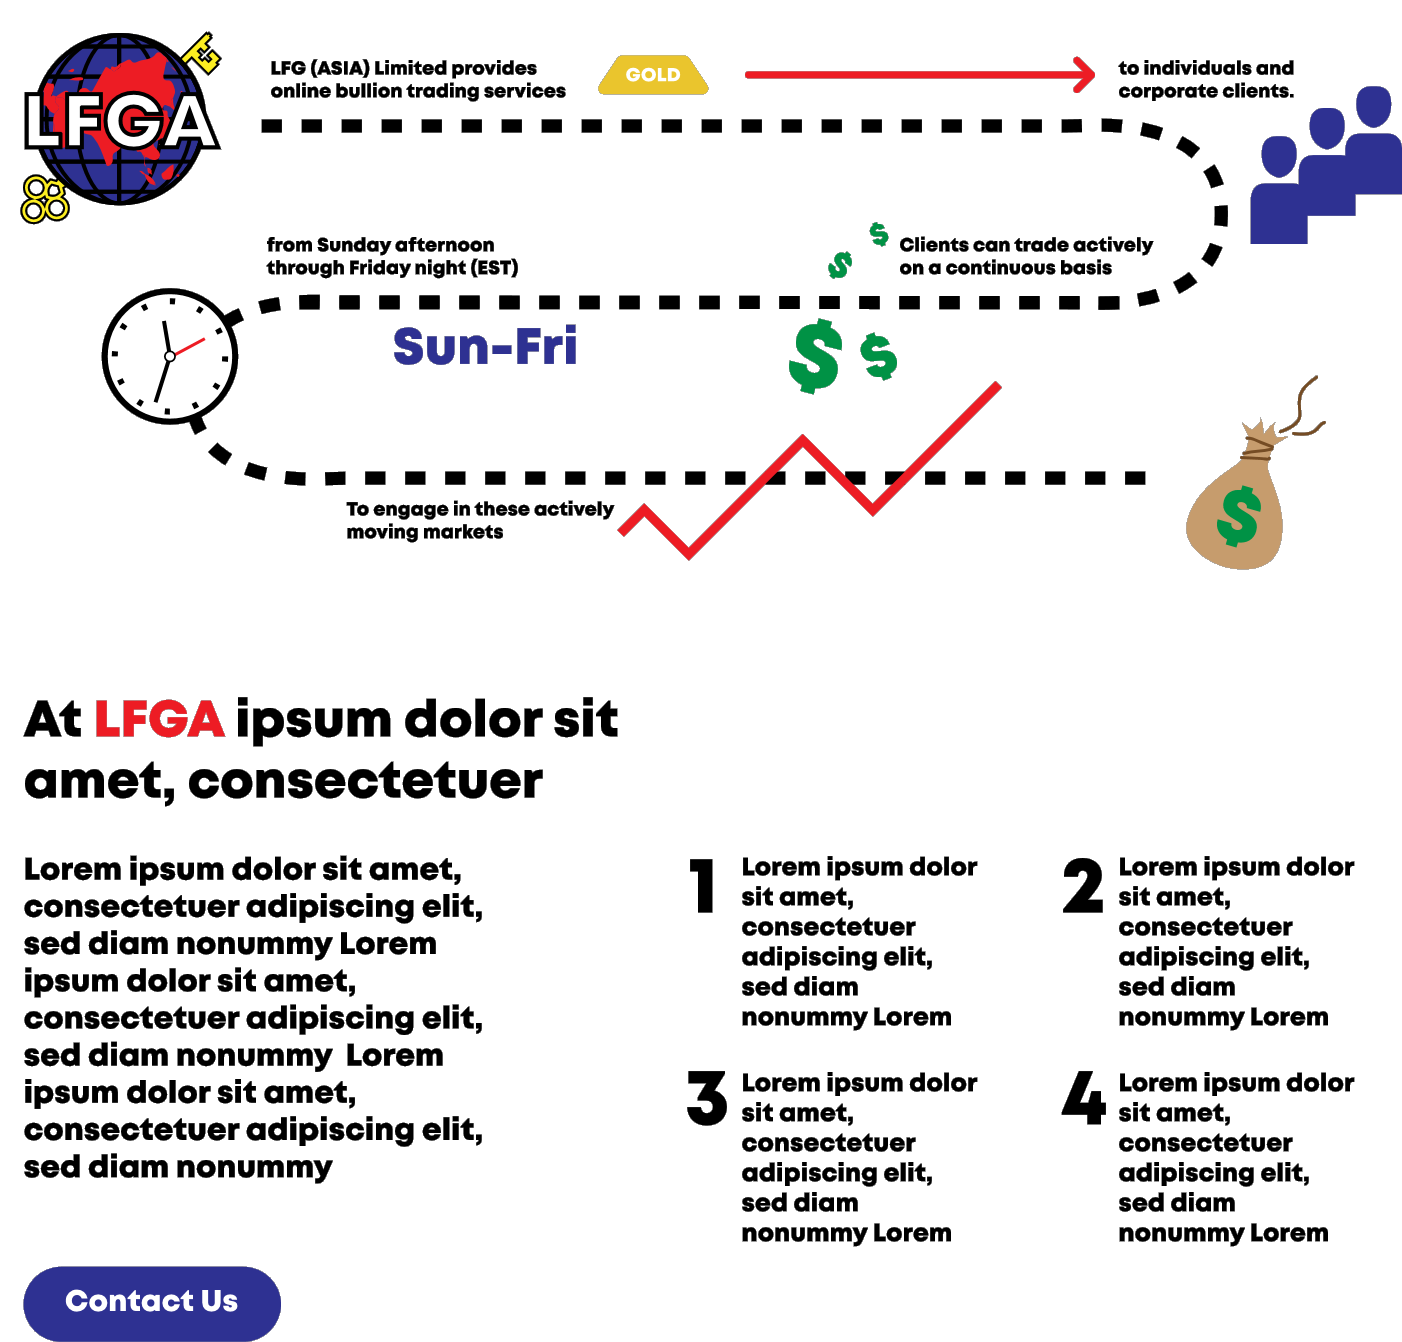 LFGA
LFG (ASIA) Limited provides
online bullion trading services
GOLD
to individuals and
corporate clients.
from Sunday afternoon
through Friday night (EST)
$
$
Clients can trade actively
on a continuous basis
Sun-Fri
$
$
To engage in these actively
moving markets
$
At LFGA ipsum dolor sit
amet, consectetuer
Lorem ipsum dolor sit amet,
consectetuer adipiscing elit,
sed diam nonummy Lorem
ipsum dolor sit amet,
consectetuer adipiscing elit,
sed diam nonummy  Lorem
ipsum dolor sit amet,
consectetuer adipiscing elit,
sed diam nonummy
1
Lorem ipsum dolor
sit amet,
consectetuer
adipiscing elit,
sed diam
nonummy Lorem
2
Lorem ipsum dolor
sit amet,
consectetuer
adipiscing elit,
sed diam
nonummy Lorem
3
Lorem ipsum dolor
sit amet,
consectetuer
adipiscing elit,
sed diam
nonummy Lorem
4
Lorem ipsum dolor
sit amet,
consectetuer
adipiscing elit,
sed diam
nonummy Lorem
Contact Us